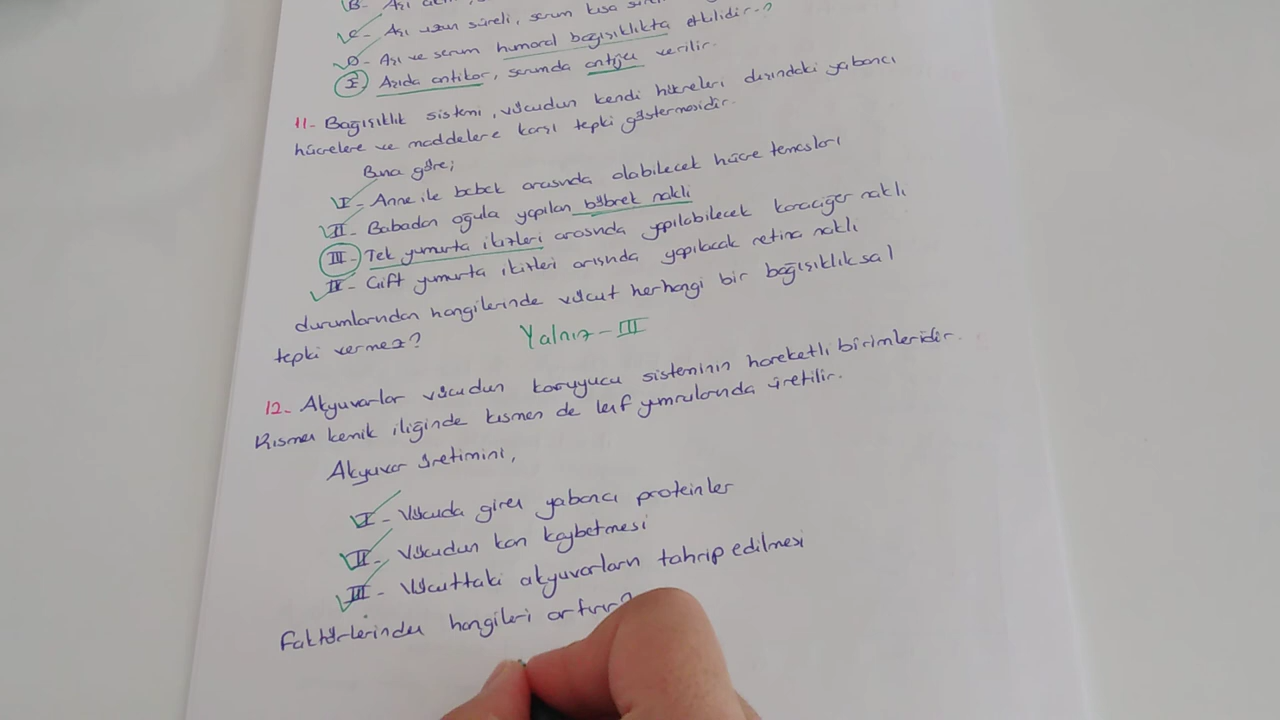 B- Aşı
C- Aşı uzun süreli, serum kısa
D- Aşı ve serum humoral bağışıklıkta etkilidir.?
E- Aşıda antikor, serumda antijen verilir.
11- Bağışıklık sistemi, vücudun kendi hücreleri dışındaki yabancı
hücrelere ve maddelere karşı tepki göstermesidir.
Buna göre;
I- Anne ile bebek arasında olabilecek hücre temasları
II- Babadan oğula yapılan böbrek nakli
III- Tek yumurta ikizleri arasında yapılabilecek karaciğer nakli
IV- Çift yumurta ikizleri arasında yapılacak retina nakli
durumlarından hangilerinde vücut herhangi bir bağışıklıksal
tepki vermez?
Yalnız-III
12- Akyuvarlar vücudun koruyucu sisteminin hareketli birimleridir.
Kısmen kemik iliğinde kısmen de lenf yumrularında üretilir.
Akyuvar üretimini,
I- Vücuda giren yabancı proteinler
II- Vücudun kan kaybetmesi
III- Vücuttaki akyuvarların tahrip edilmesi
faktörlerinden hangileri artırır?